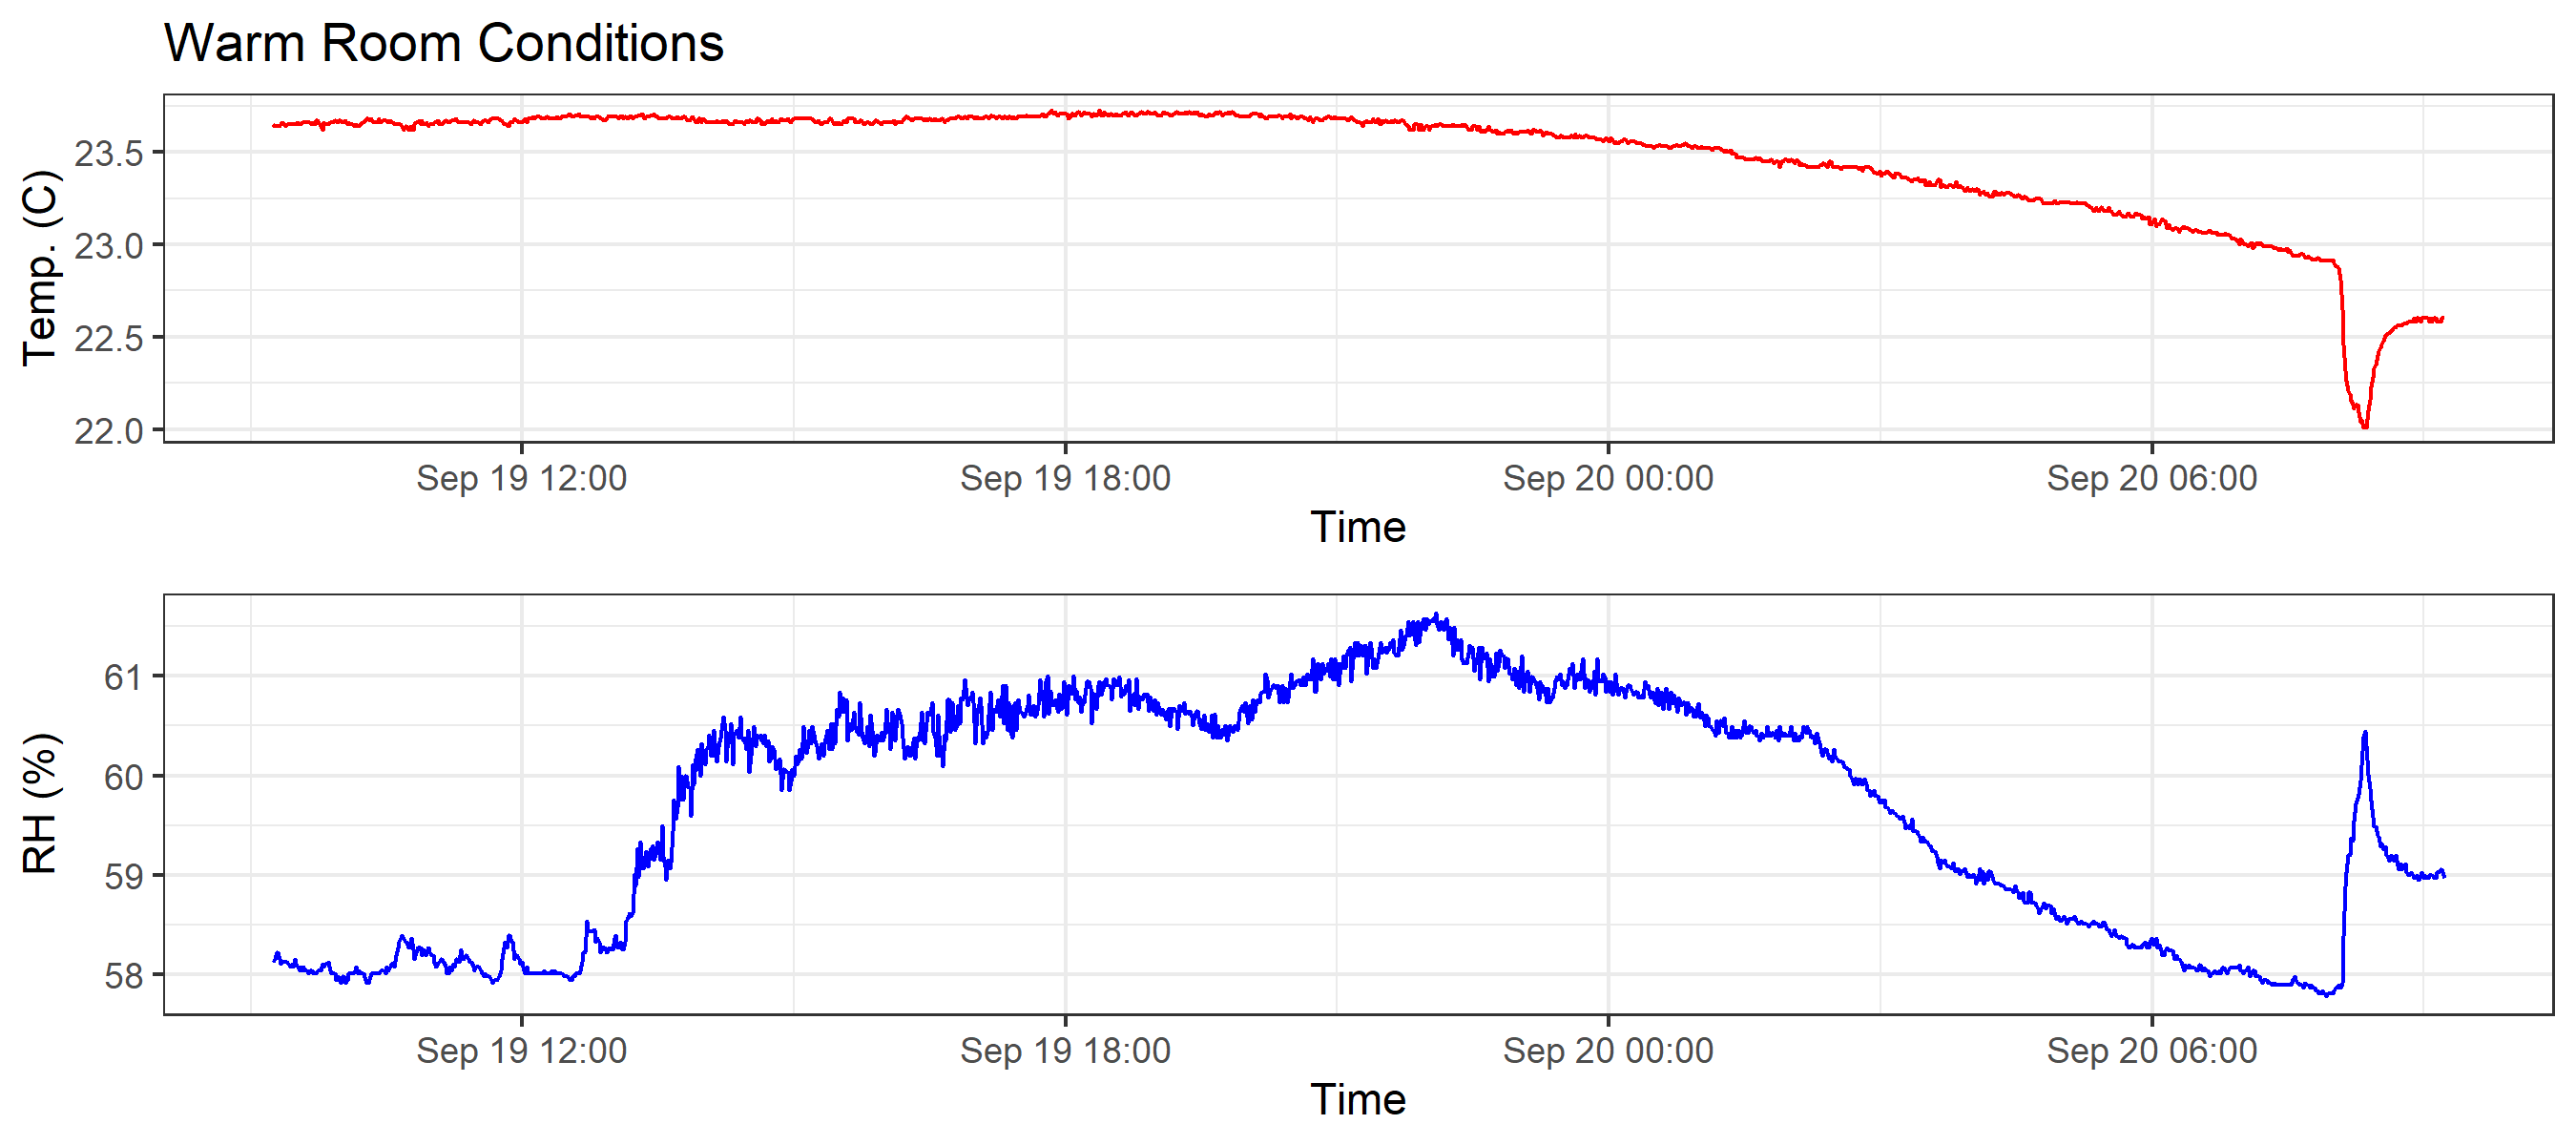 Warm Room Conditions
Temp. (C)
23.5
23.0
22.5
22.0
Sep 19 12:00 Sep 19 18:00 Sep 20 00:00 Sep 20 06:00
Time
RH (%)
61
60
59
58
Sep 19 12:00 Sep 19 18:00 Sep 20 00:00 Sep 20 06:00
Time